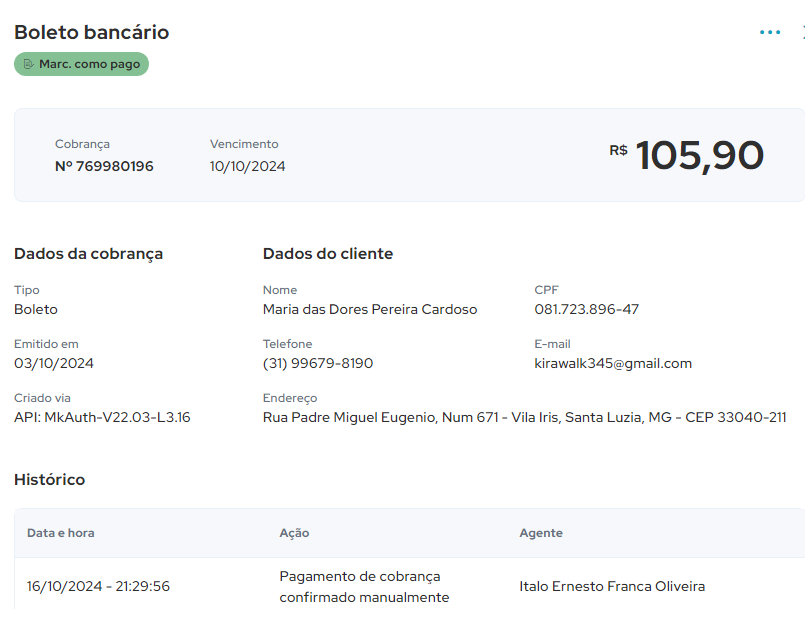 Boleto bancário
Marc. como pago
Cobrança
Nº 769980196
Vencimento
10/10/2024
R$ 105,90
Dados da cobrança
Tipo
Boleto
Emitido em
03/10/2024
Criado via
API: MkAuth-V22.03-L3.16
Dados do cliente
Nome
Maria das Dores Pereira Cardoso
CPF
081.723.896-47
Telefone
(31) 99679-8190
E-mail
kirawalk345@gmail.com
Endereço
Rua Padre Miguel Eugenio, Num 671 - Vila Iris, Santa Luzia, MG - CEP 33040-211
Histórico
Data e hora
Ação
Agente
16/10/2024 - 21:29:56
Pagamento de cobrança
confirmado manualmente
Italo Ernesto Franca Oliveira